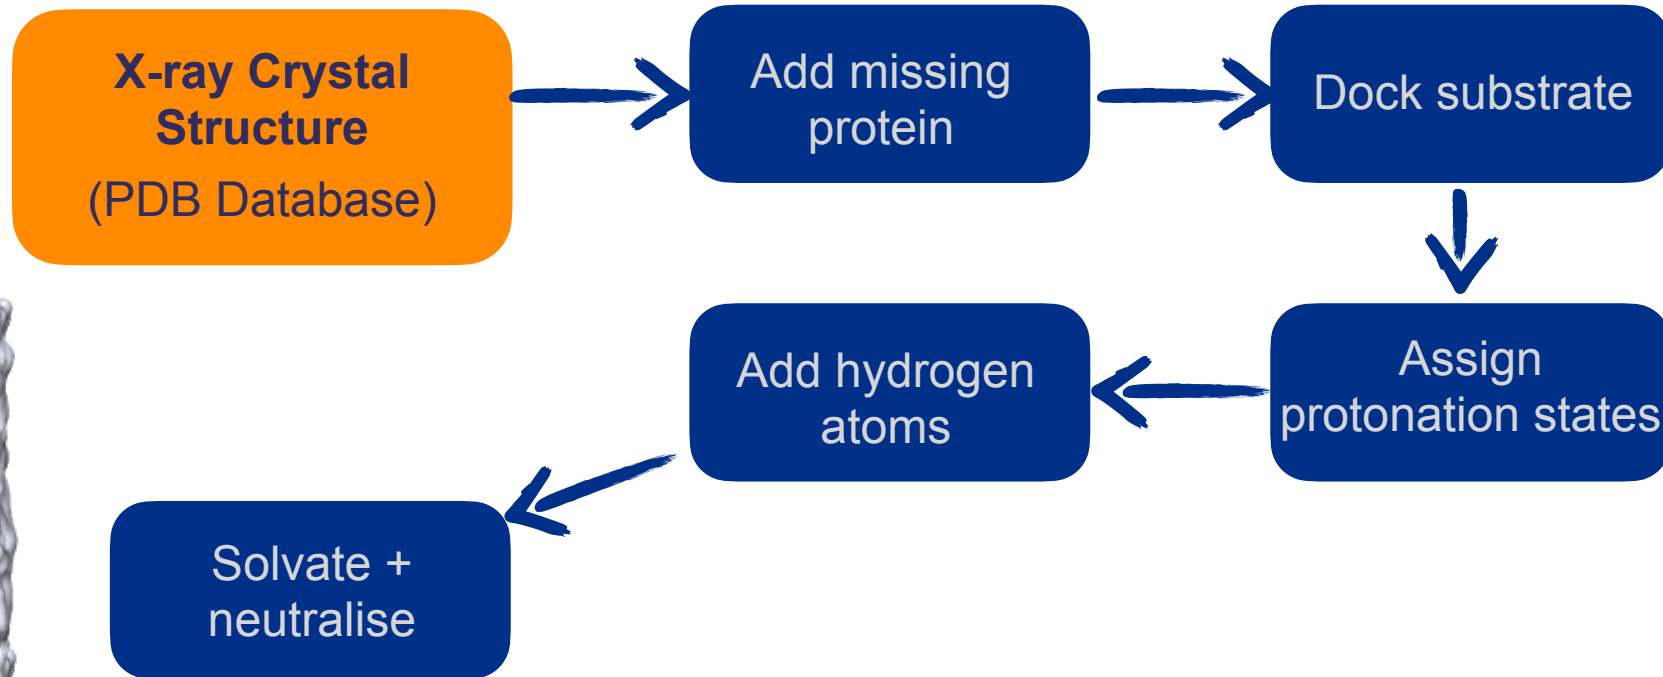 X-ray Crystal
Structure
(PDB Database)
Add missing
protein
Dock substrate
Assign
protonation states
Add hydrogen
atoms
Solvate +
neutralise